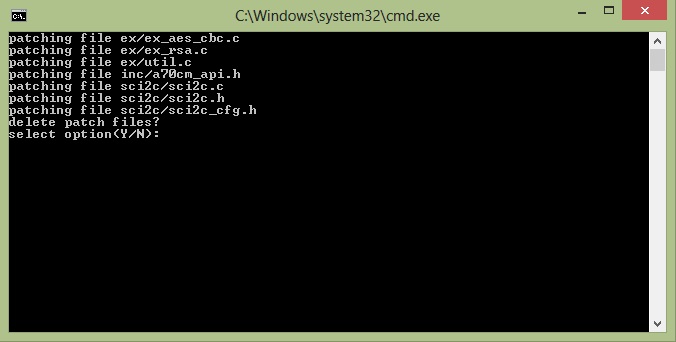 C:\Windows\system32\cmd.exe
patching file ex/ex_aes_cbc.c
patching file ex/ex_rsa.c
patching file ex/util.c
patching file inc/a70cm_api.h
patching file sci2c/sci2c.c
patching file sci2c/sci2c.h
patching file sci2c/sci2c_cfg.h
delete patch files?
select option(Y/N):